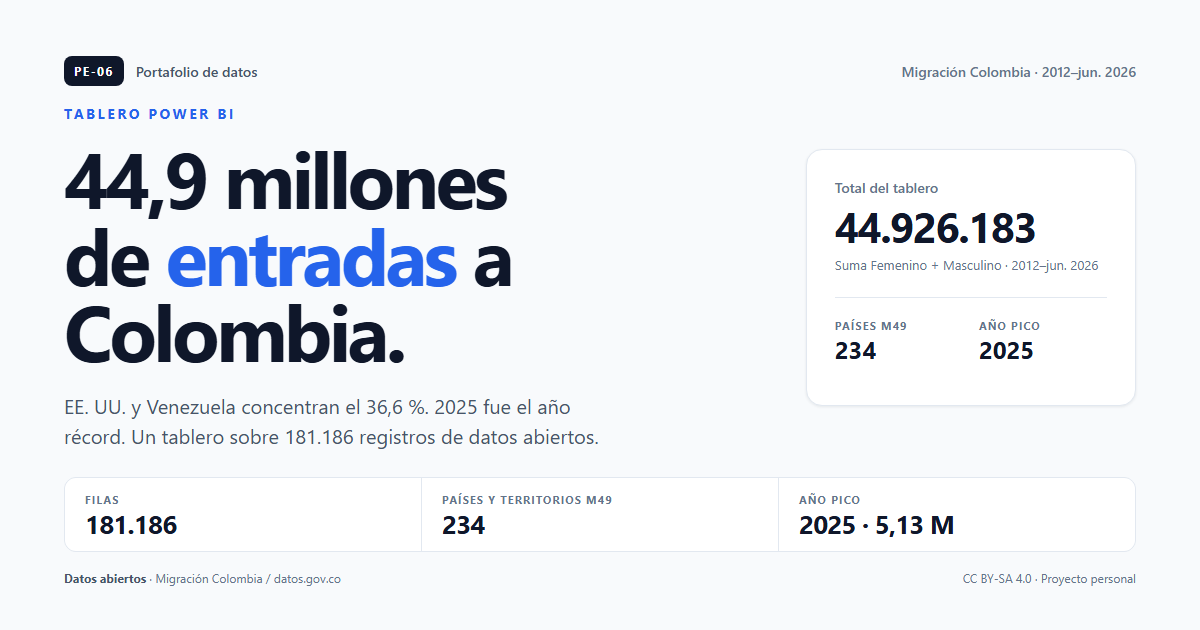 PE-06 Portafolio de datos
Migración Colombia · 2012–jun. 2026
TABLERO POWER BI
44,9 millones
de entradas a
Colombia.
EE. UU. y Venezuela concentran el 36,6 %. 2025 fue el año
récord. Un tablero sobre 181.186 registros de datos abiertos.
Total del tablero
44.926.183
Suma Femenino + Masculino · 2012–jun. 2026
PAÍSES M49
234
AÑO PICO
2025
FILAS
181.186
PAÍSES Y TERRITORIOS M49
234
AÑO PICO
2025 · 5,13 M
Datos abiertos · Migración Colombia / datos.gov.co
CC BY-SA 4.0 · Proyecto personal